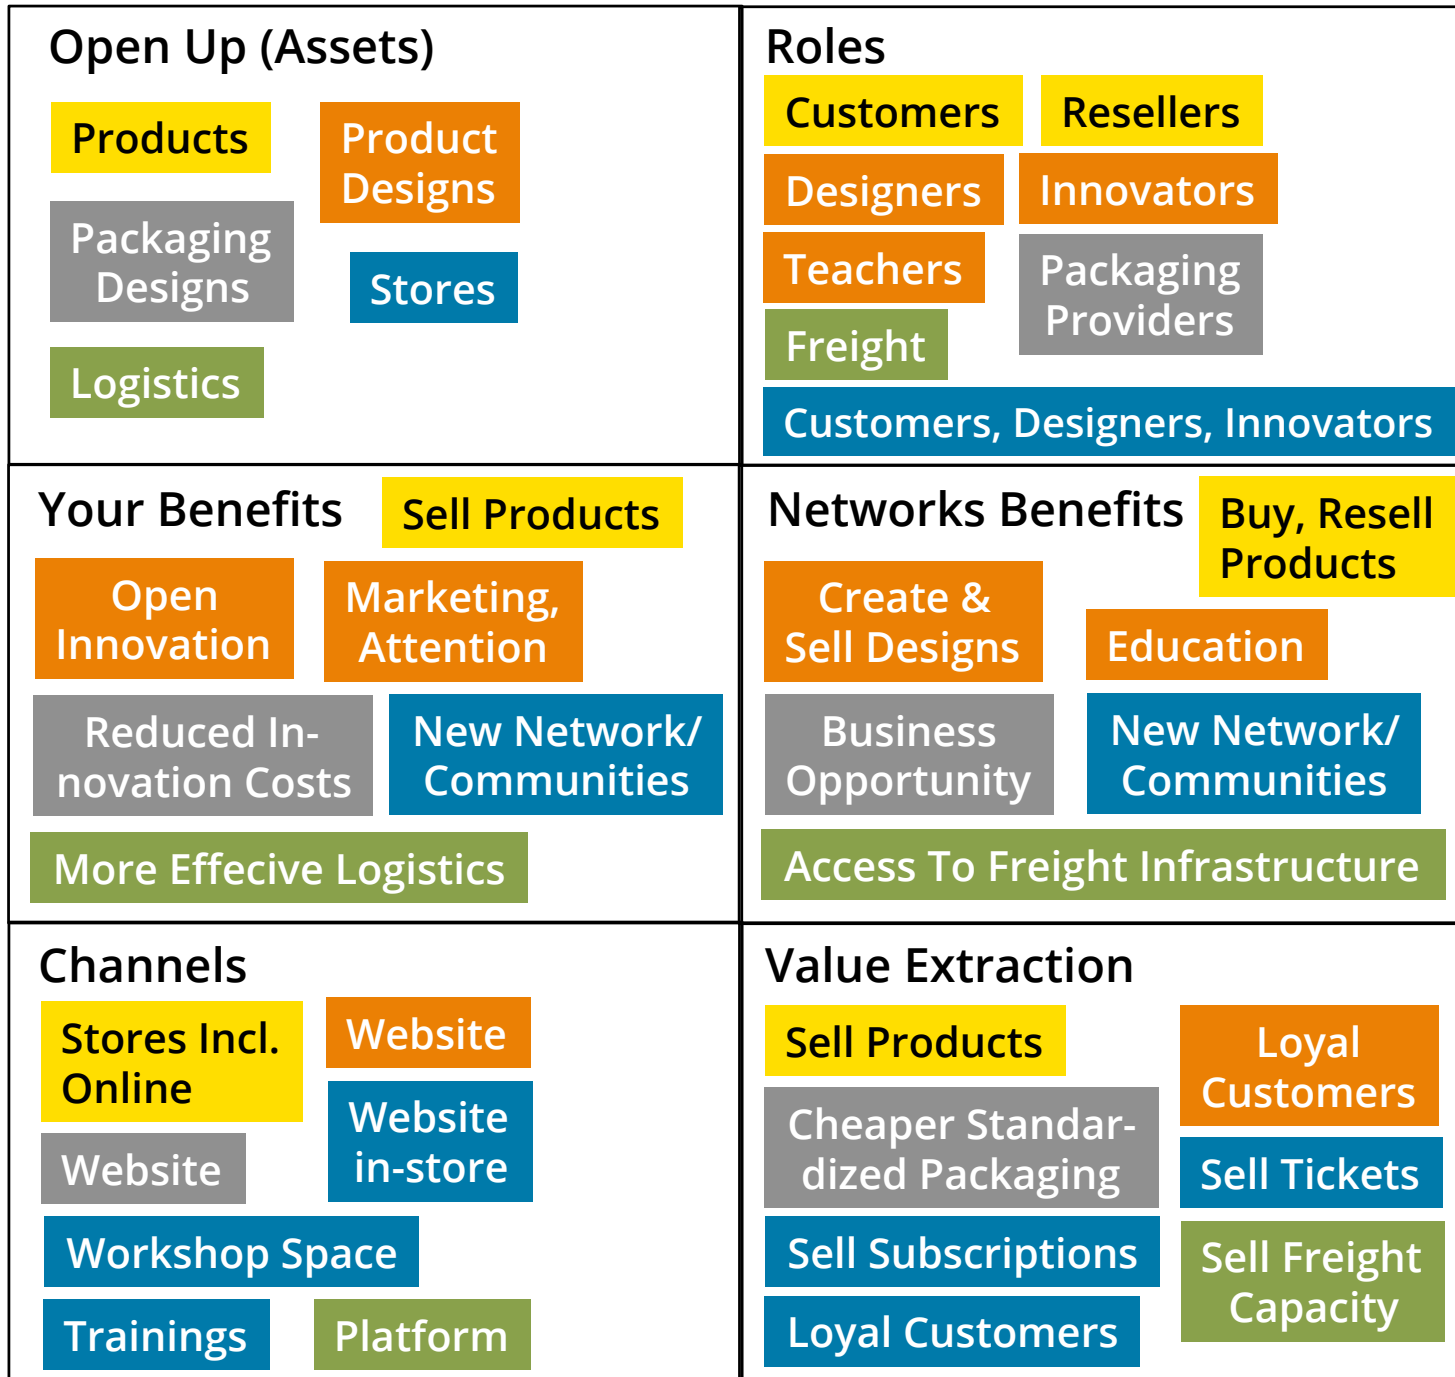 Open Up (Assets)
Products
Product
Designs
Packaging
Designs
Stores
Logistics
Roles
Customers
Resellers
Designers
Innovators
Teachers
Packaging
Providers
Freight
Customers, Designers, Innovators
Your Benefits
Sell Products
Open
Innovation
Marketing,
Attention
Reduced In-
novation Costs
New Network/
Communities
More Effecive Logistics
Networks Benefits
Buy, Resell
Products
Create &
Sell Designs
Education
Business
Opportunity
New Network/
Communities
Access To Freight Infrastructure
Channels
Stores Incl.
Online
Website
Website
in-store
Website
Workshop Space
Trainings
Platform
Value Extraction
Sell Products
Loyal
Customers
Cheaper Standar-
dized Packaging
Sell Tickets
Sell Subscriptions
Sell Freight
Capacity
Loyal Customers